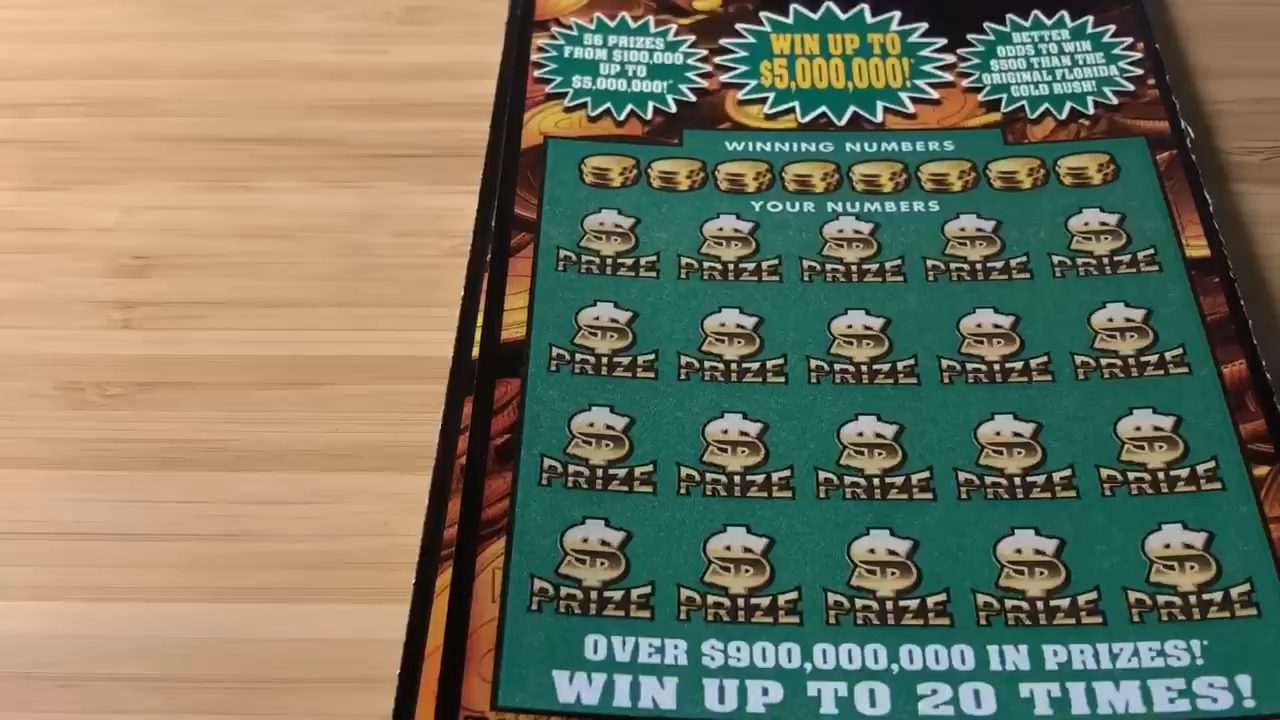 56 PRIZES
FROM $100,000
UP TO
$5,000,000!*
WIN UP TO
$5,000,000!*
BETTER
ODDS TO WIN
$500 THAN THE
ORIGINAL FLORIDA
GOLD RUSH!
WINNING NUMBERS
YOUR NUMBERS
$ $ $ $ $
PRIZE PRIZE PRIZE PRIZE PRIZE
$ $ $ $ $
PRIZE PRIZE PRIZE PRIZE PRIZE
$ $ $ $ $
PRIZE PRIZE PRIZE PRIZE PRIZE
$ $ $ $ $
PRIZE PRIZE PRIZE PRIZE PRIZE
OVER $900,000,000 IN PRIZES!*
WIN UP TO 20 TIMES!